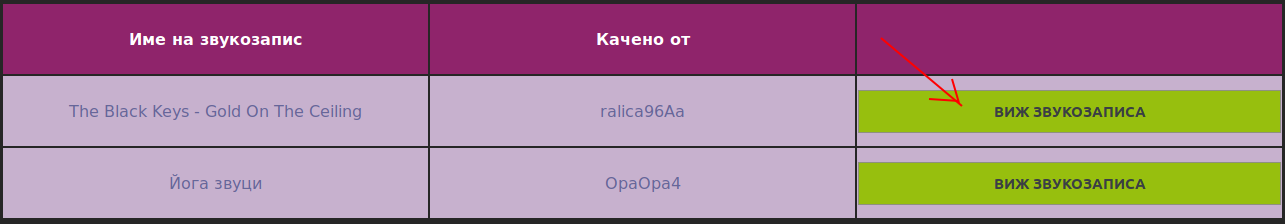 Име на звукозапис Качено от
The Black Keys - Gold On The Ceiling ralica96Aa ВИЖ ЗВУКОЗАПИСА
Йога звуци OpaOpa4 ВИЖ ЗВУКОЗАПИСА